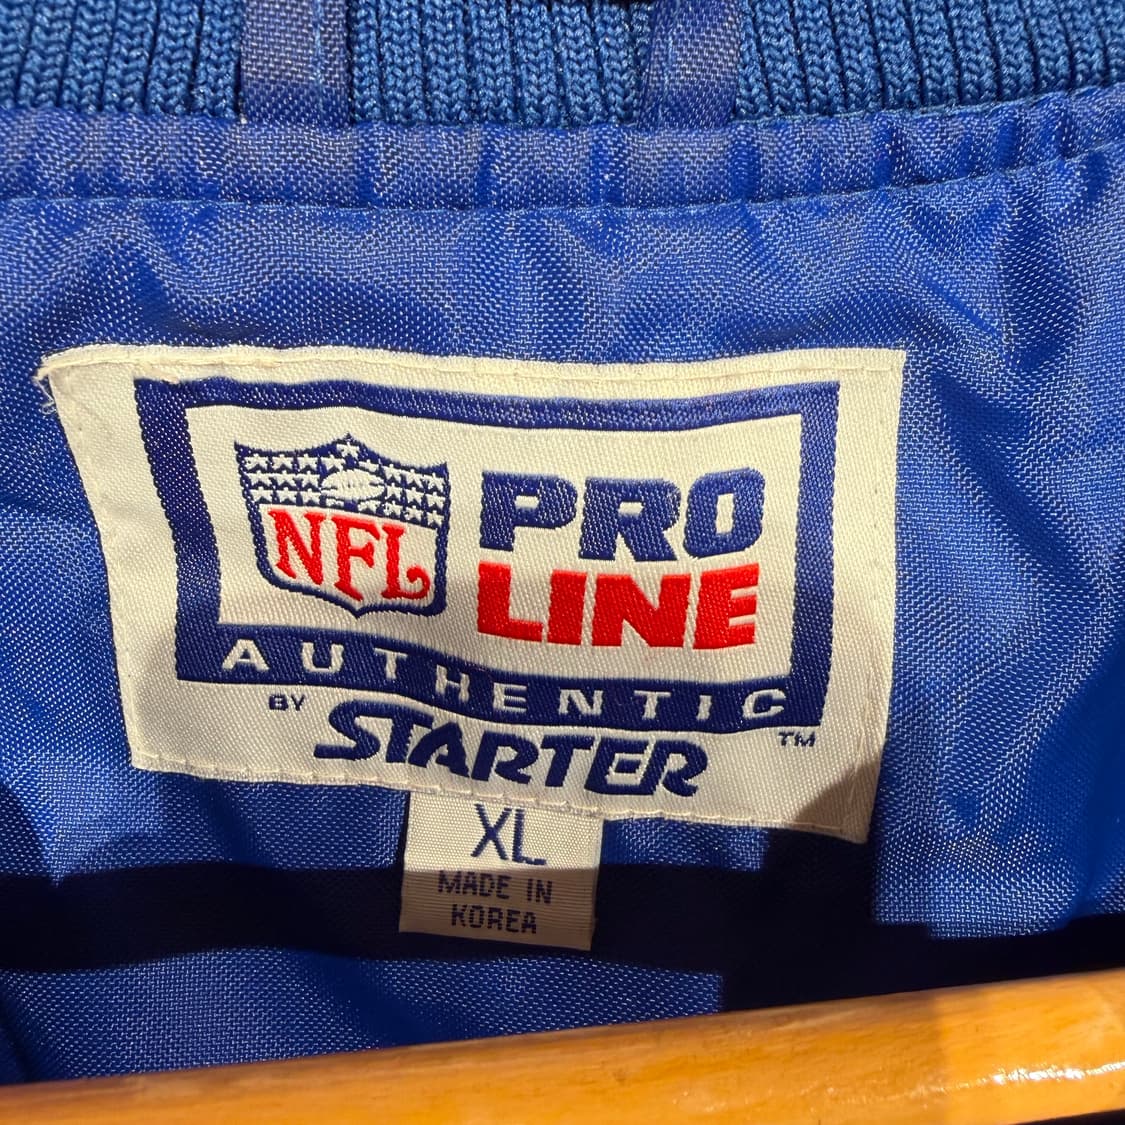 NFL
PRO
LINE
AUTHENTIC
BY STARTER ™
XL
MADE IN
KOREA